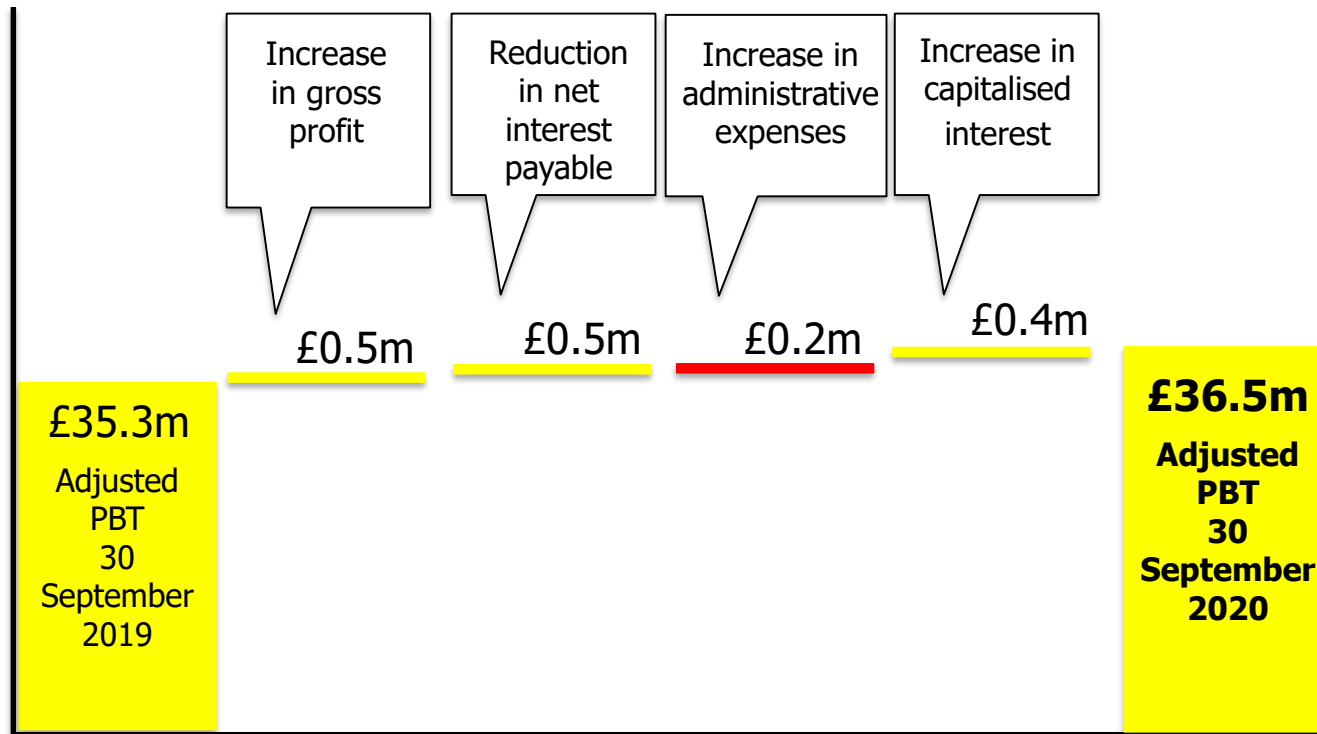 Increase
in gross
profit
Reduction
in net
interest
payable
Increase in
administrative
expenses
Increase in
capitalised
interest
£0.5m
£0.5m
£0.2m
£0.4m
£35.3m
Adjusted
PBT
30
September
2019
£36.5m
Adjusted
PBT
30
September
2020